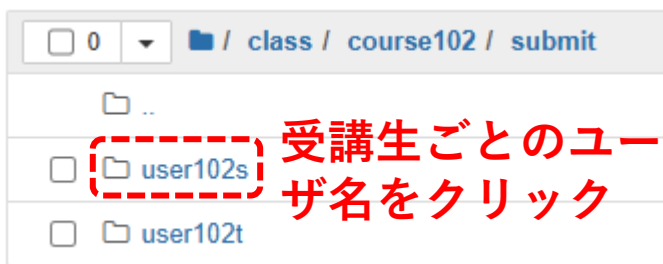 0 / class / course102 / submit
..
user102s
受講生ごとのユー
ザ名をクリック
user102t